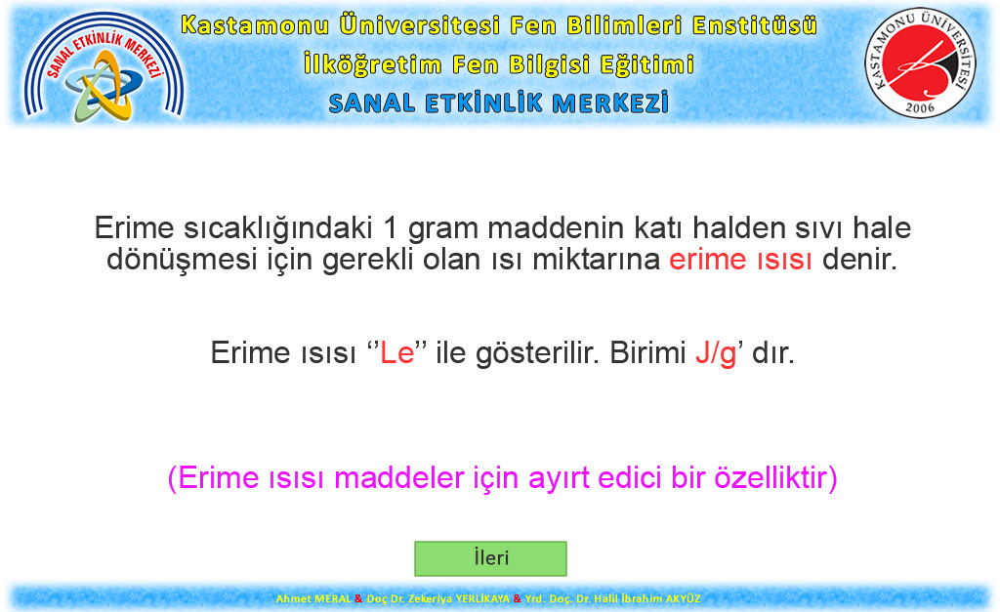 Kastamonu Üniversitesi Fen Bilimleri Enstitüsü
İlköğretim Fen Bilgisi Eğitimi
SANAL ETKİNLİK MERKEZİ
SANAL ETKİNLİK MERKEZİ
KASTAMONU ÜNİVERSİTESİ
2006
Erime sıcaklığındaki 1 gram maddenin katı halden sıvı hale
dönüşmesi için gerekli olan ısı miktarına erime ısısı denir.
Erime ısısı ‘’Le’’ ile gösterilir. Birimi J/g’ dır.
(Erime ısısı maddeler için ayırt edici bir özelliktir)
İleri
Ahmet MERAL & Doç Dr. Zekeriya YERLİKAYA & Yrd. Doç. Dr. Halil İbrahim AKYÜZ